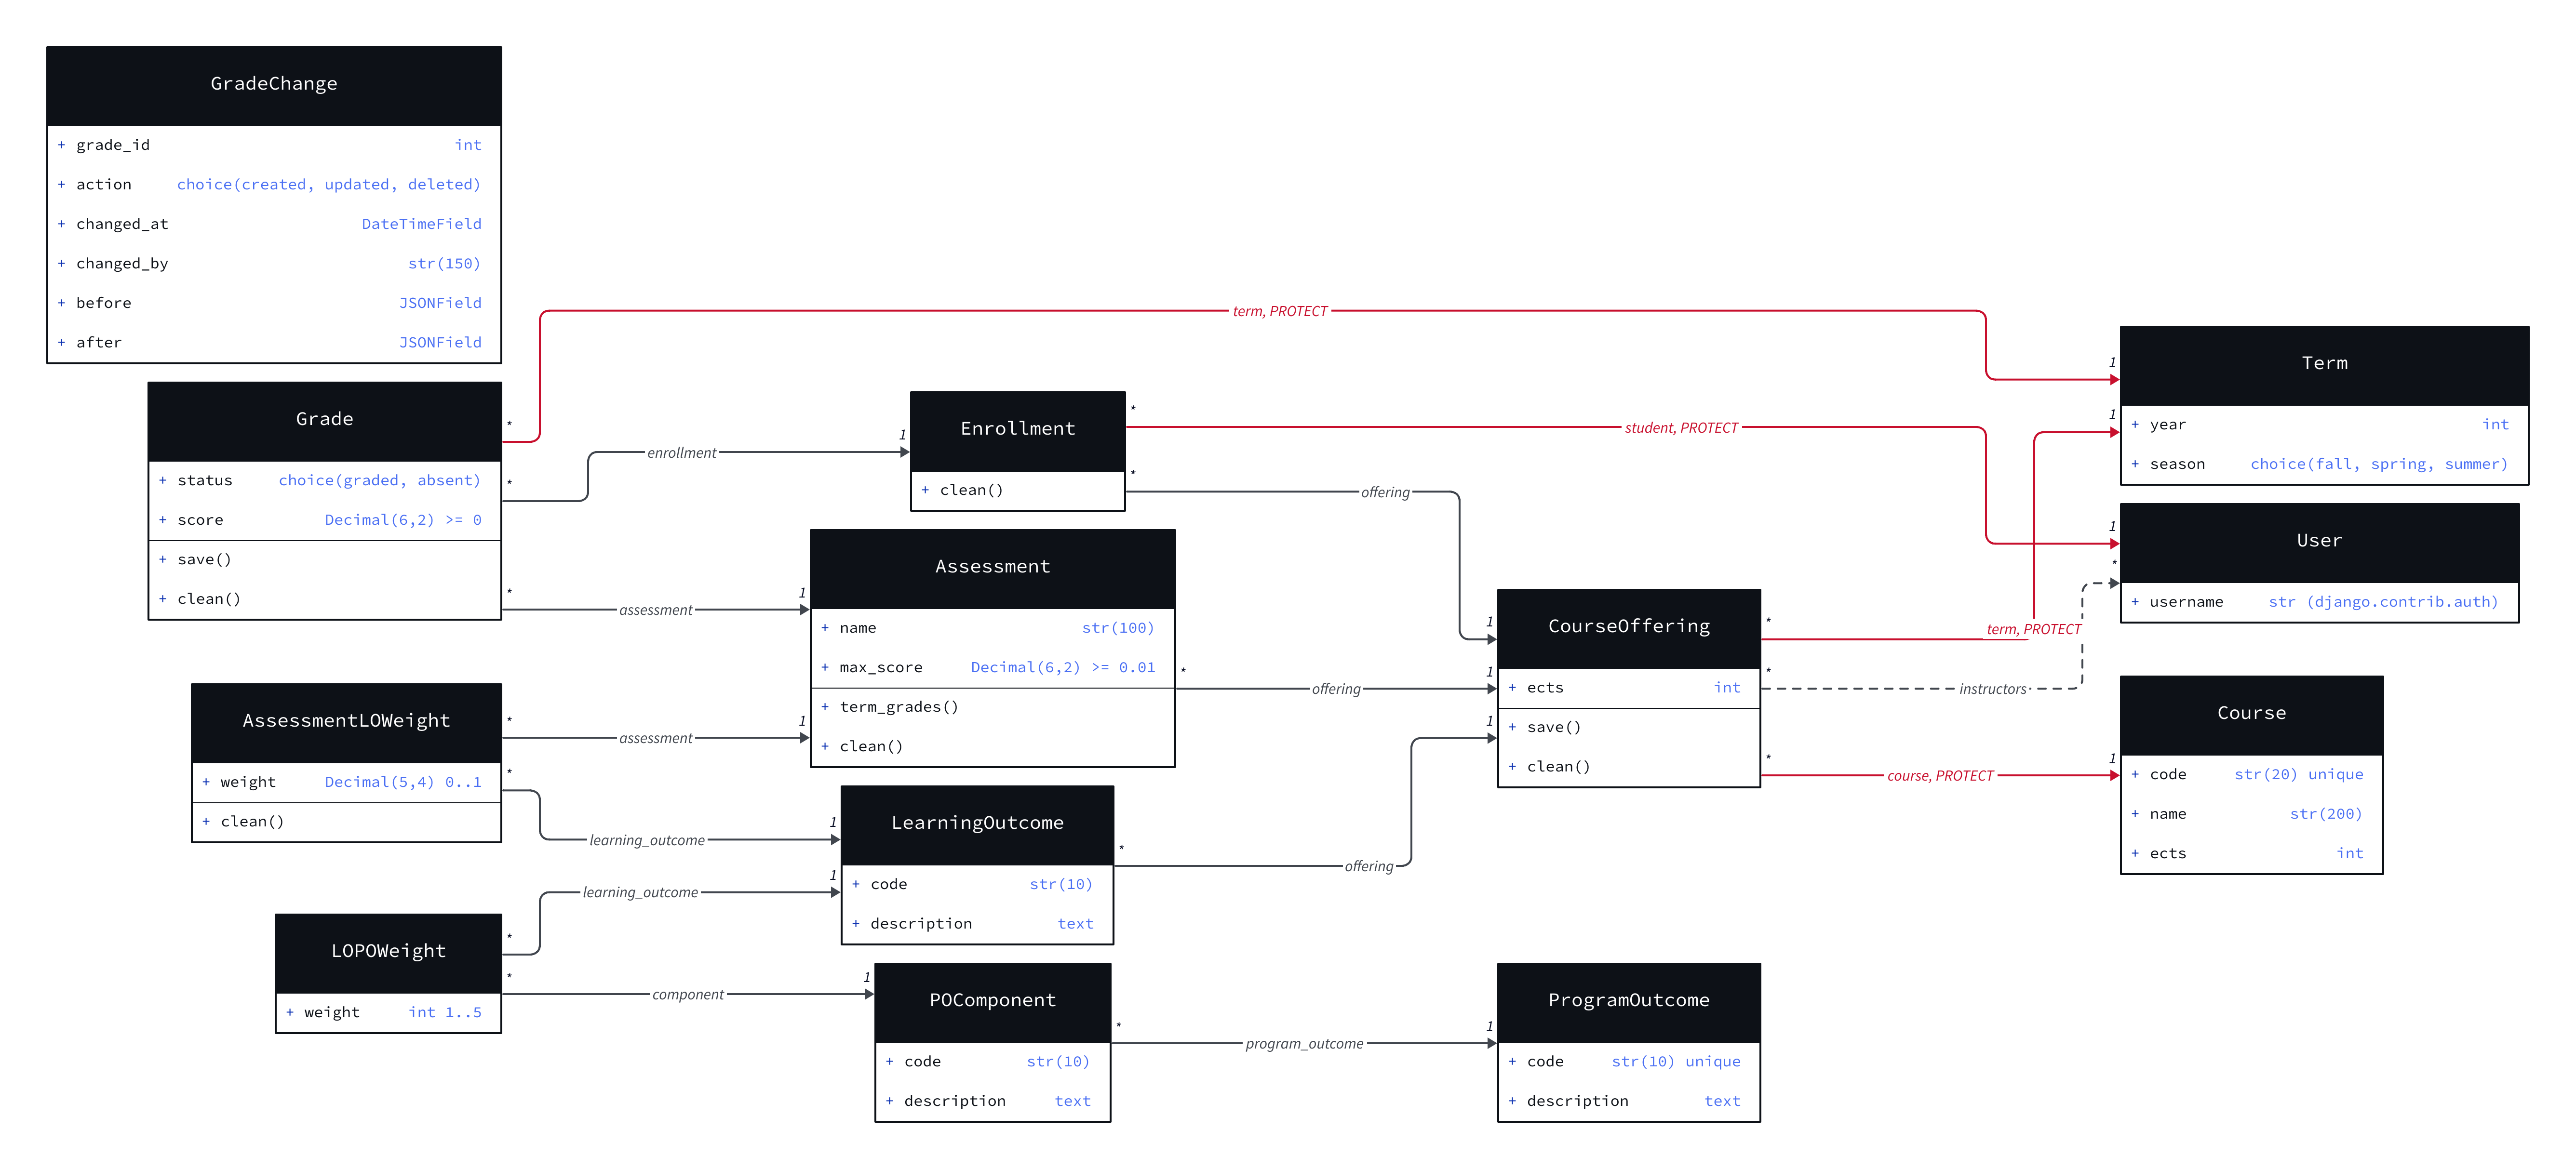 GradeChange
+ grade_id int
+ action choice(created, updated, deleted)
+ changed_at DateTimeField
+ changed_by str(150)
+ before JSONField
+ after JSONField
Grade
+ status choice(graded, absent)
+ score Decimal(6,2) >= 0
+ save()
+ clean()
AssessmentLOWeight
+ weight Decimal(5,4) 0..1
+ clean()
LOPOWeight
+ weight int 1..5
* term, PROTECT 1
* enrollment 1
* assessment 1
* assessment 1
* learning_outcome 1
* learning_outcome 1
* component 1
Enrollment
+ clean()
Assessment
+ name str(100)
+ max_score Decimal(6,2) >= 0.01
+ term_grades()
+ clean()
LearningOutcome
+ code str(10)
+ description text
POComponent
+ code str(10)
+ description text
* student, PROTECT 1
* offering 1
* offering 1
* offering 1
* program_outcome 1
CourseOffering
+ ects int
+ save()
+ clean()
ProgramOutcome
+ code str(10) unique
+ description text
* term, PROTECT 1
* instructors *
* course, PROTECT 1
Term
+ year int
+ season choice(fall, spring, summer)
User
+ username str (django.contrib.auth)
Course
+ code str(20) unique
+ name str(200)
+ ects int